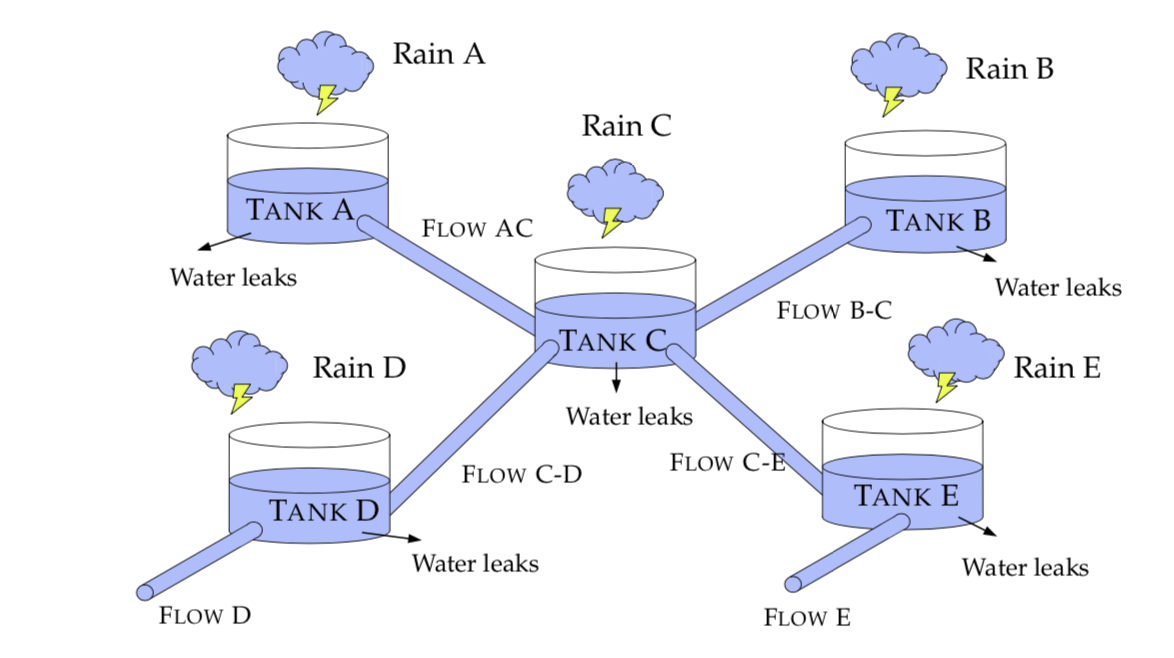 Rain A
Rain B
Rain C
TANK A
TANK B
FLOW AC
Water leaks
Water leaks
FLOW B-C
TANK C
Rain D
Rain E
Water leaks
FLOW C-D
FLOW C-E
TANK D
TANK E
Water leaks
Water leaks
FLOW D
FLOW E